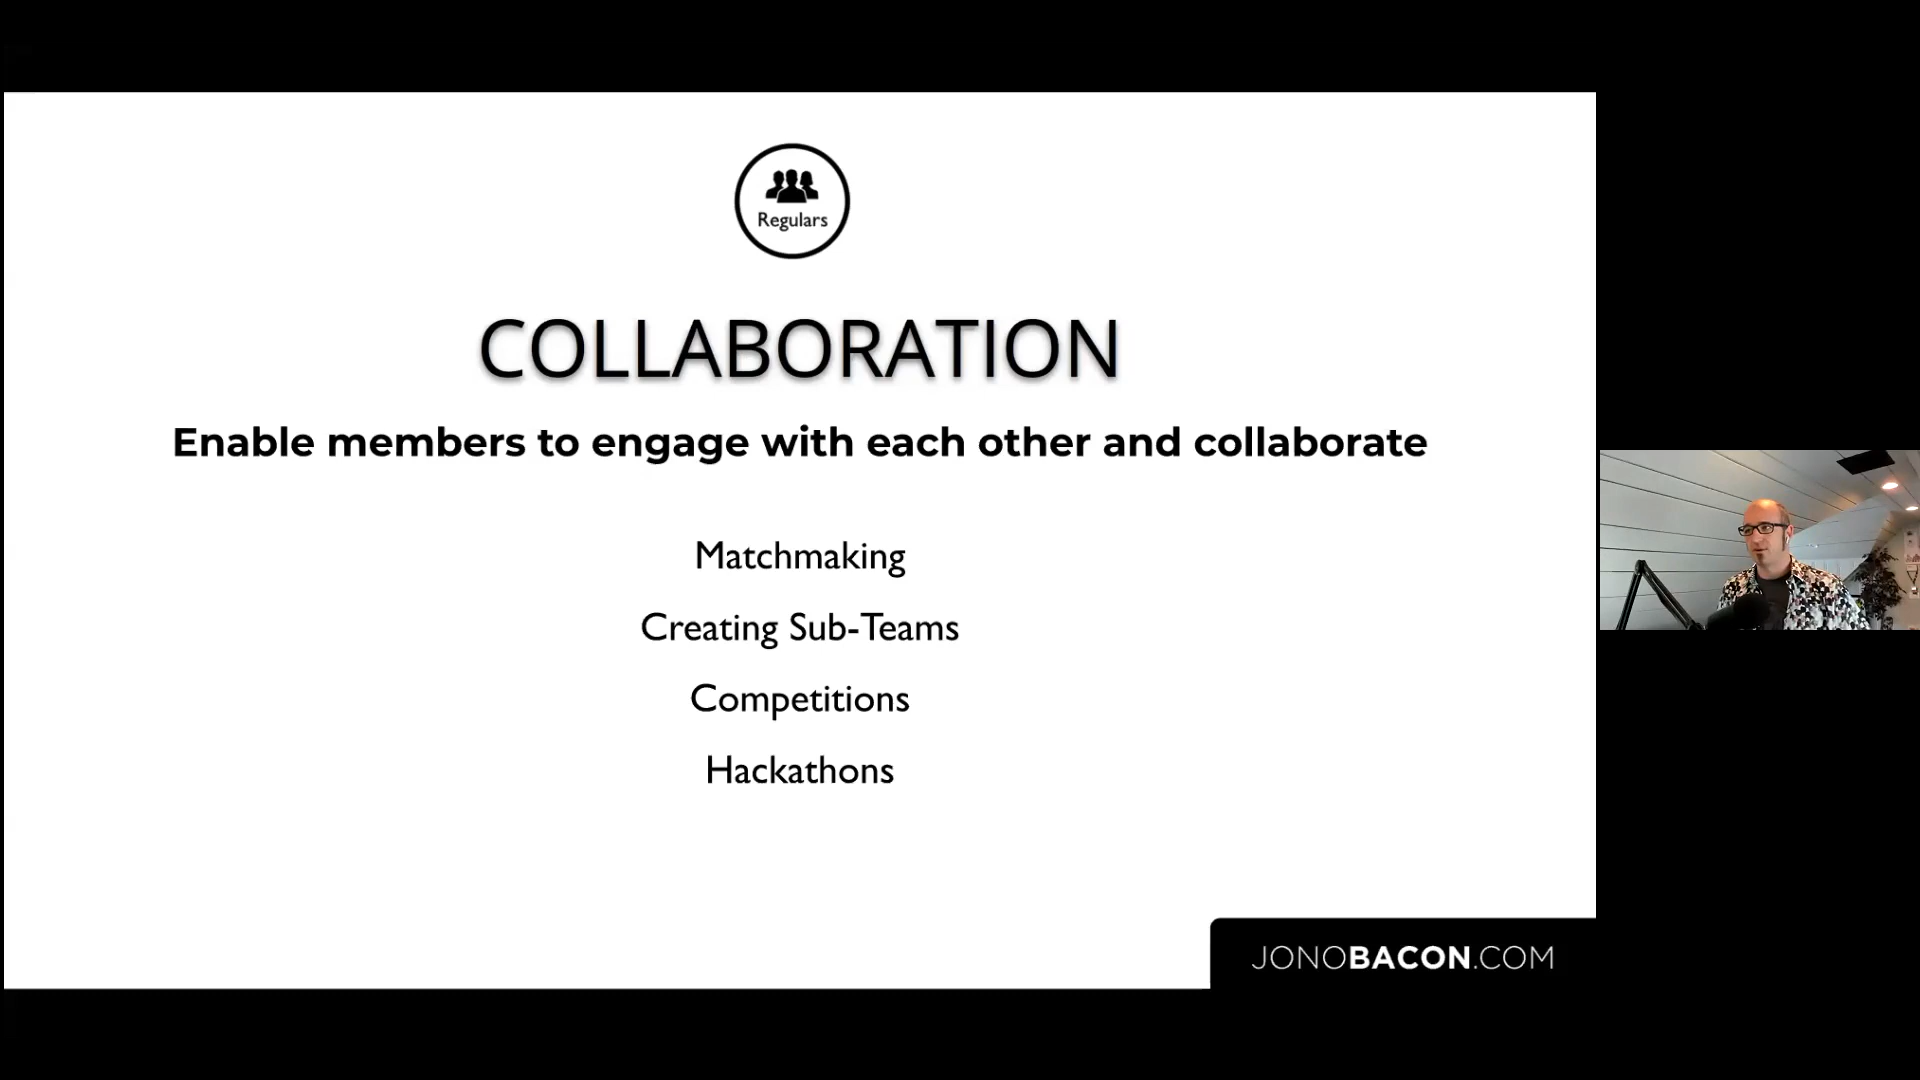 Regulars
COLLABORATION
Enable members to engage with each other and collaborate
Matchmaking
Creating Sub-Teams
Competitions
Hackathons
JONOBACON.COM